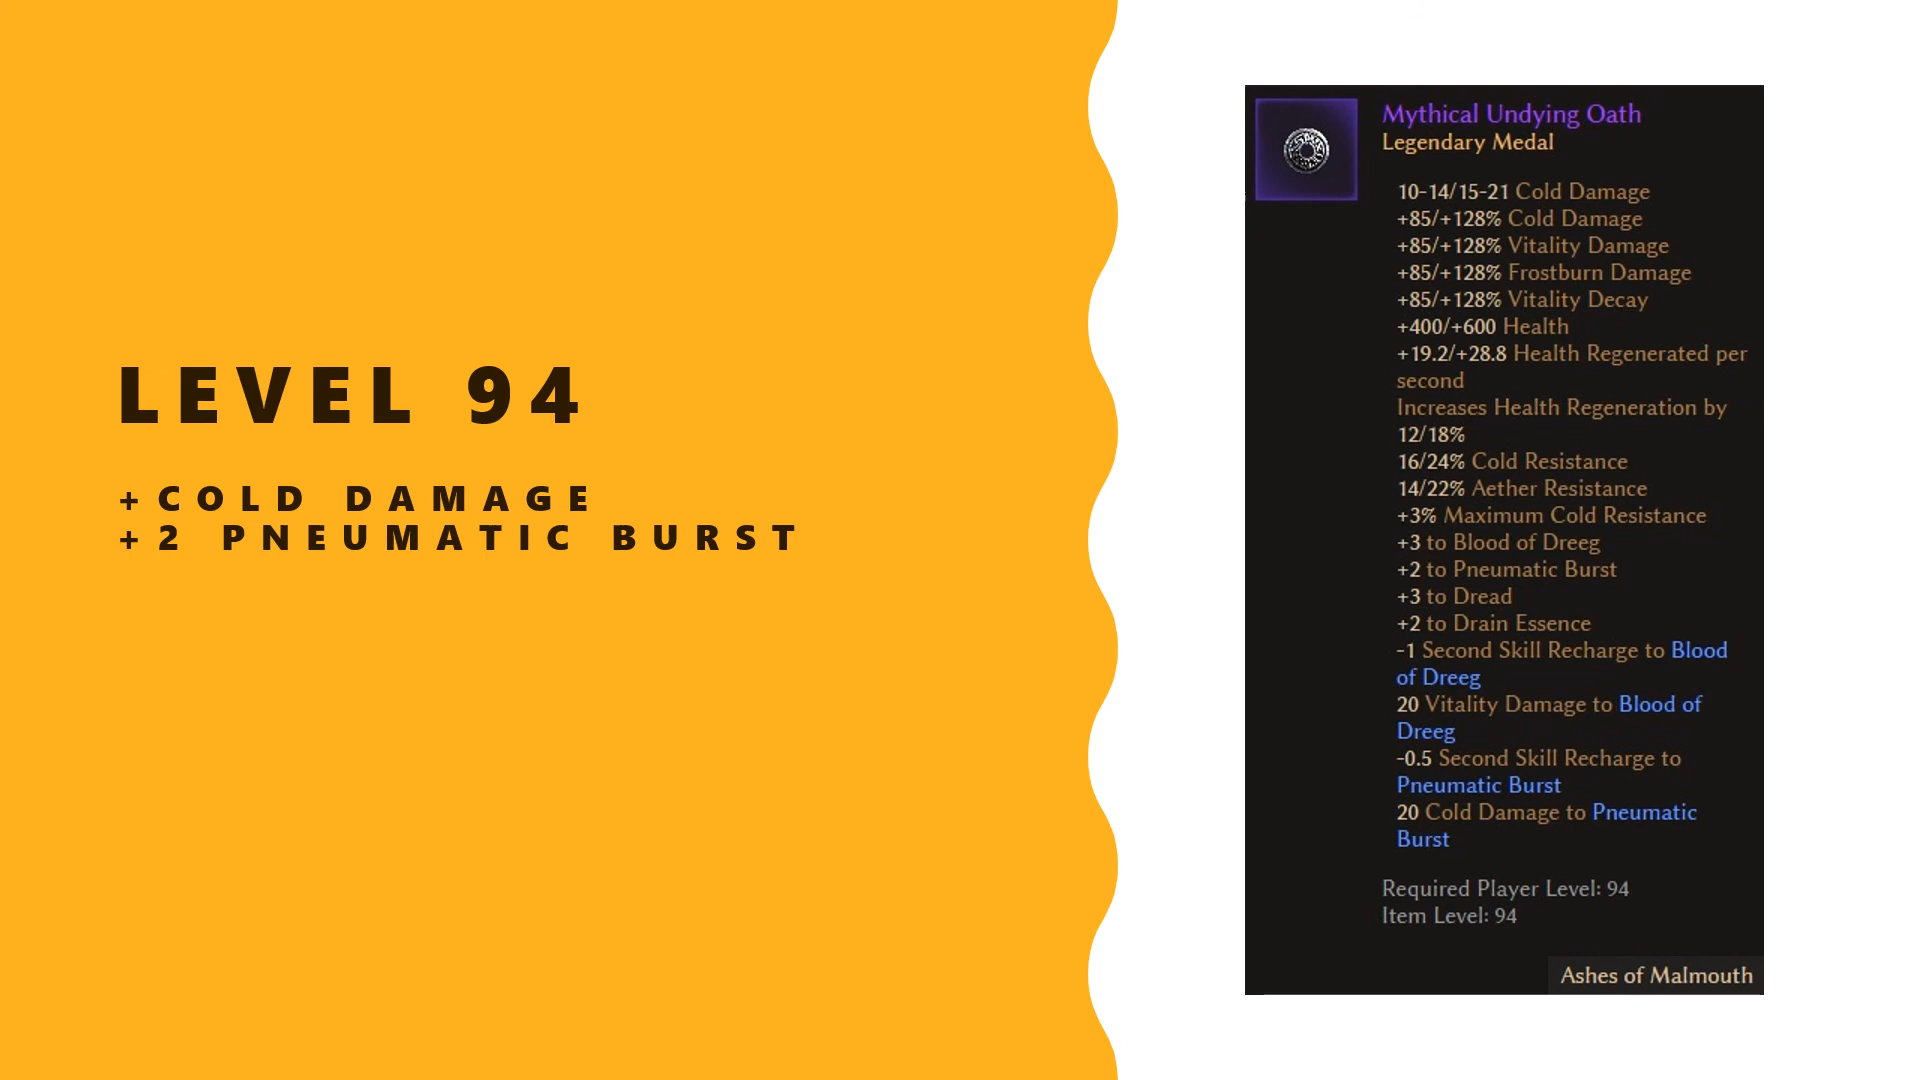 LEVEL 94
+COLD DAMAGE
+2 PNEUMATIC BURST
Mythical Undying Oath
Legendary Medal
10-14/15-21 Cold Damage
+85/+128% Cold Damage
+85/+128% Vitality Damage
+85/+128% Frostburn Damage
+85/+128% Vitality Decay
+400/+600 Health
+19.2/+28.8 Health Regenerated per
second
Increases Health Regeneration by
12/18%
16/24% Cold Resistance
14/22% Aether Resistance
+3% Maximum Cold Resistance
+3 to Blood of Dreeg
+2 to Pneumatic Burst
+3 to Dread
+2 to Drain Essence
-1 Second Skill Recharge to Blood
of Dreeg
20 Vitality Damage to Blood of
Dreeg
-0.5 Second Skill Recharge to
Pneumatic Burst
20 Cold Damage to Pneumatic
Burst
Required Player Level: 94
Item Level: 94
Ashes of Malmouth